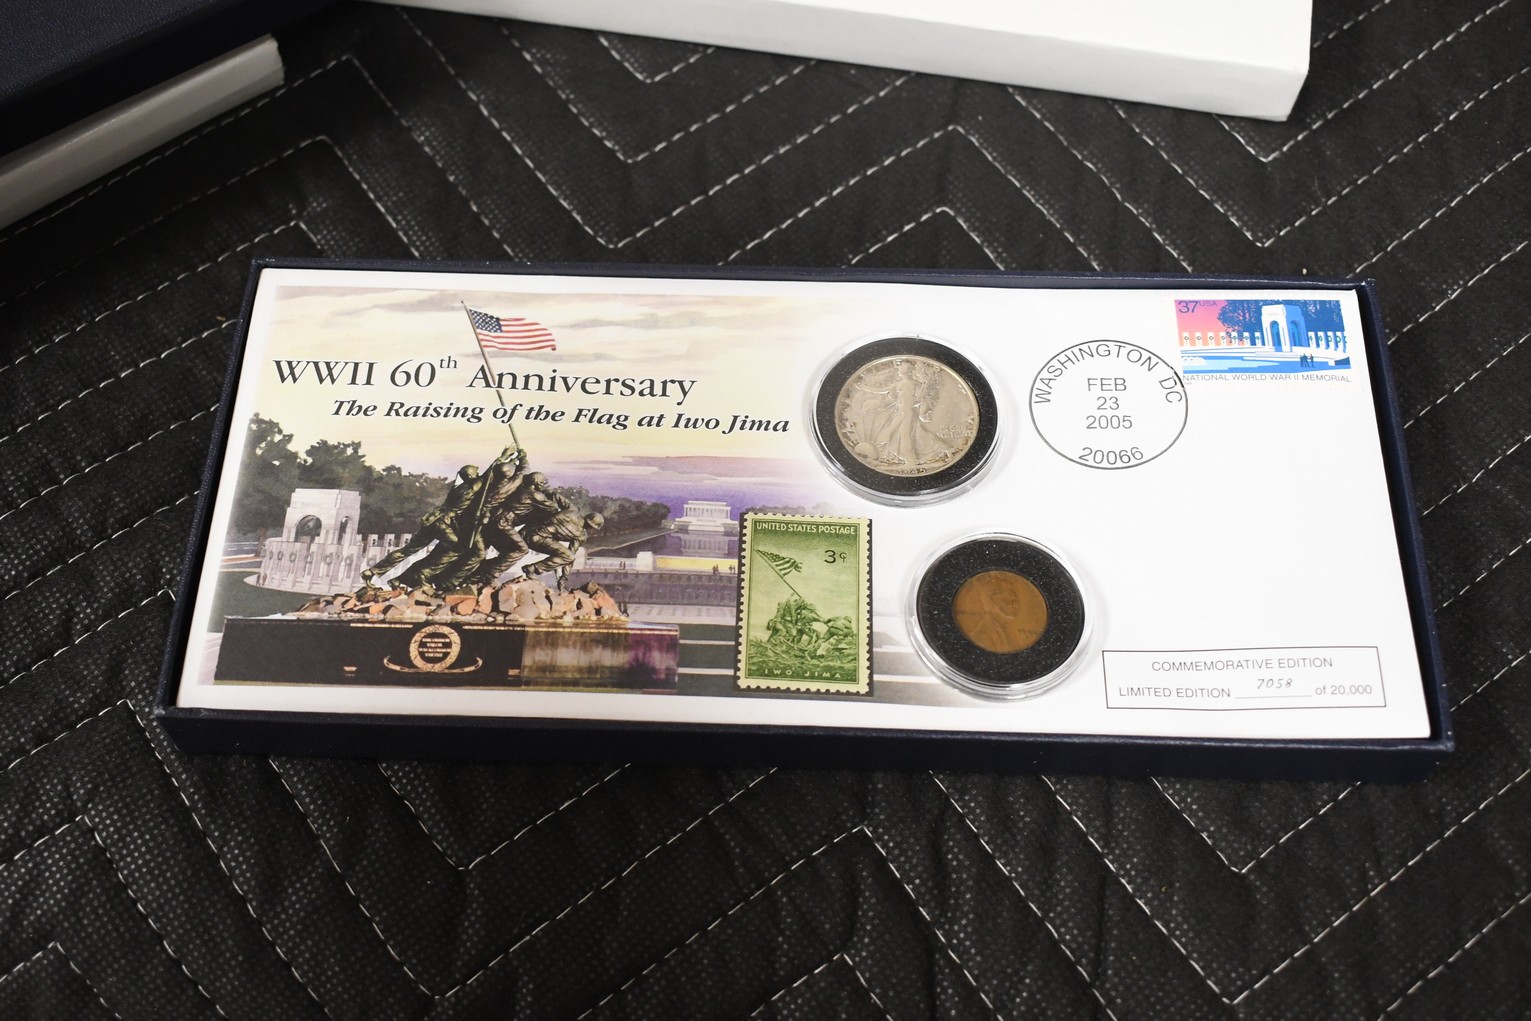 WWII 60th Anniversary
The Raising of the Flag at Iwo Jima
UNITED STATES POSTAGE
3¢
IWO JIMA
WASHINGTON DC
FEB
23
2005
20066
37 USA
NATIONAL WORLD WAR II MEMORIAL
COMMEMORATIVE EDITION
LIMITED EDITION 7058 of 20,000